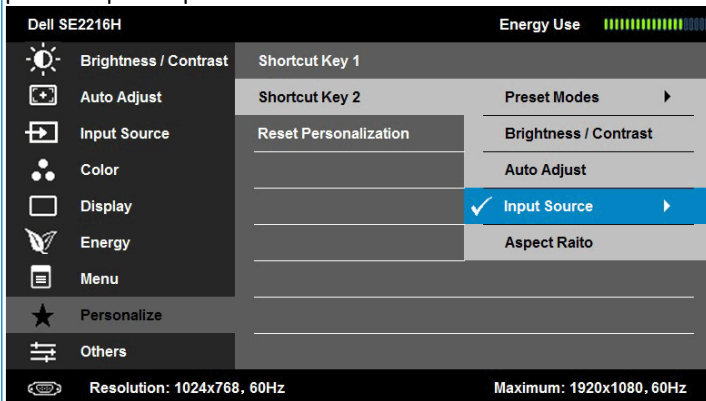 Dell SE2216H Energy Use
Brightness / Contrast Shortcut Key 1
Auto Adjust Shortcut Key 2 Preset Modes
Input Source Reset Personalization Brightness / Contrast
Color Auto Adjust
Display Input Source
Energy Aspect Raito
Menu
Personalize
Others
Resolution: 1024x768, 60Hz Maximum: 1920x1080, 60Hz